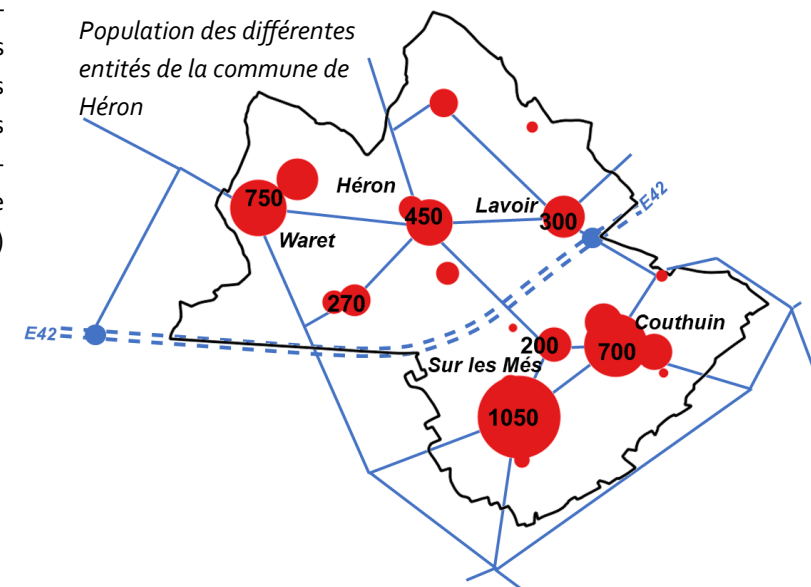 Population des différentes
entités de la commune de
Héron
s
s
s
e
)
E42
750
Héron
450
Lavoir
300
Waret
270
E42
200
Couthuin
700
Sur les Més
1050